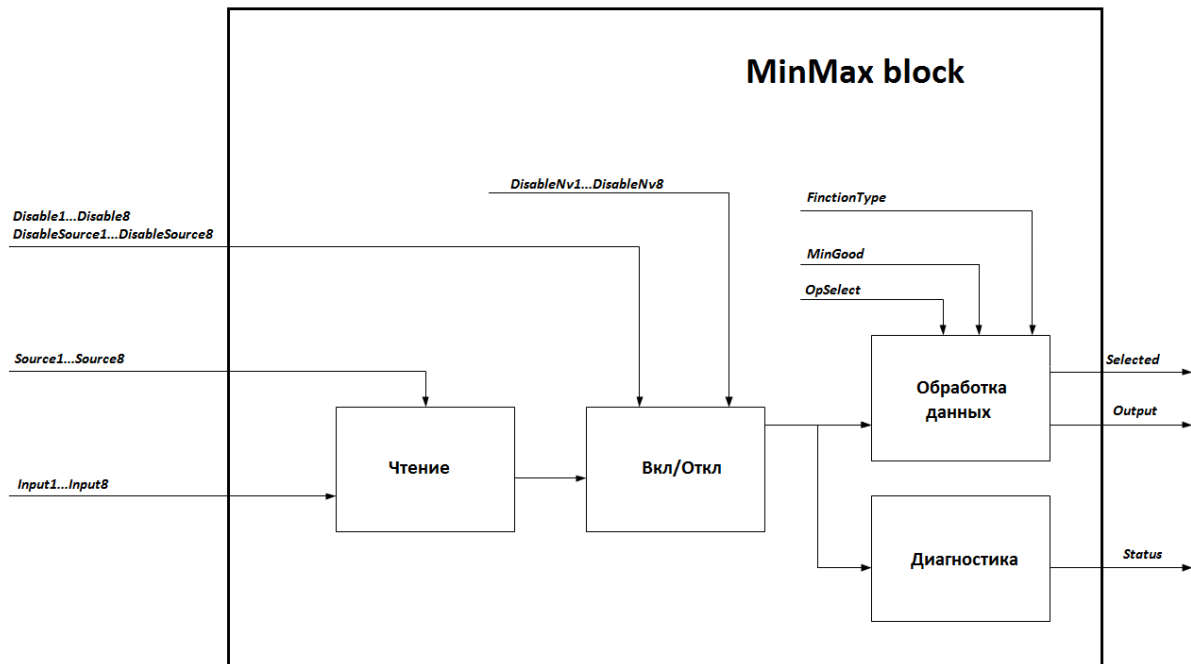 MinMax block
DisableNv1...DisableNv8
FinctionType
Disable1...Disable8
DisableSource1...DisableSource8
MinGood
OpSelect
Source1...Source8
Selected
Обработка
данных
Output
Чтение
Вкл/Откл
Input1...Input8
Диагностика
Status